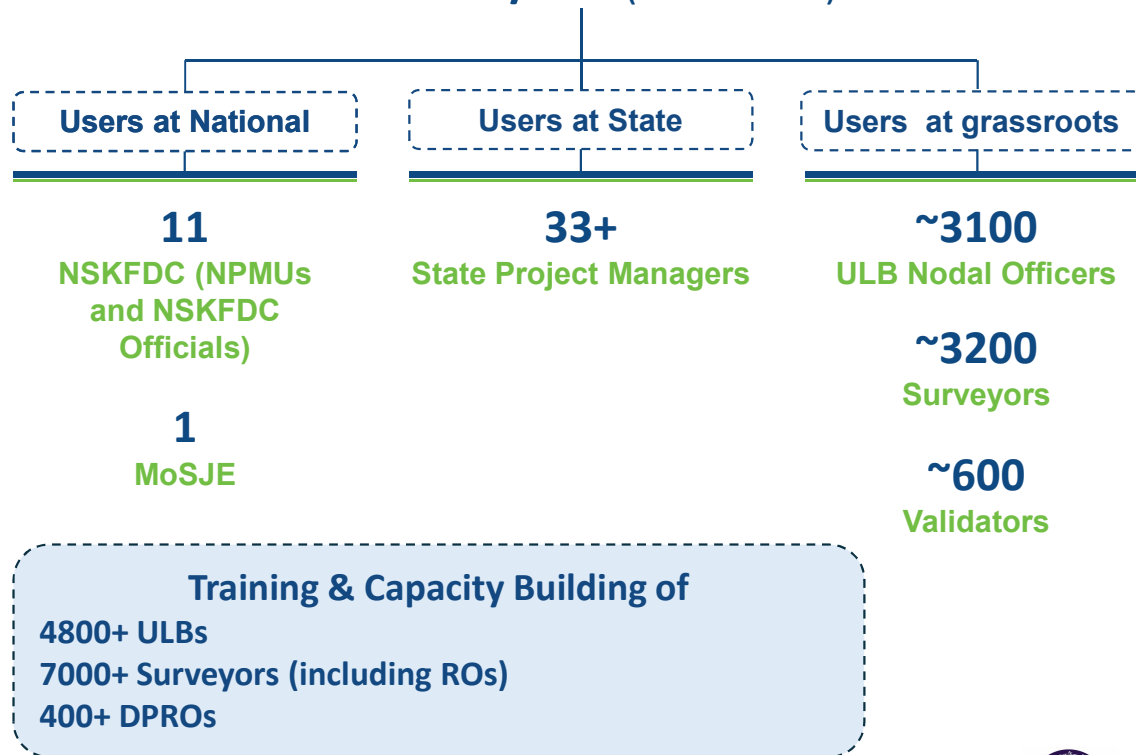 Users at National
Users at State
Users at grassroots
11
NSKFDC (NPMUs
and NSKFDC
Officials)
1
MoSJE
33+
State Project Managers
~3100
ULB Nodal Officers
~3200
Surveyors
~600
Validators
Training & Capacity Building of
4800+ ULBs
7000+ Surveyors (including ROs)
400+ DPROs